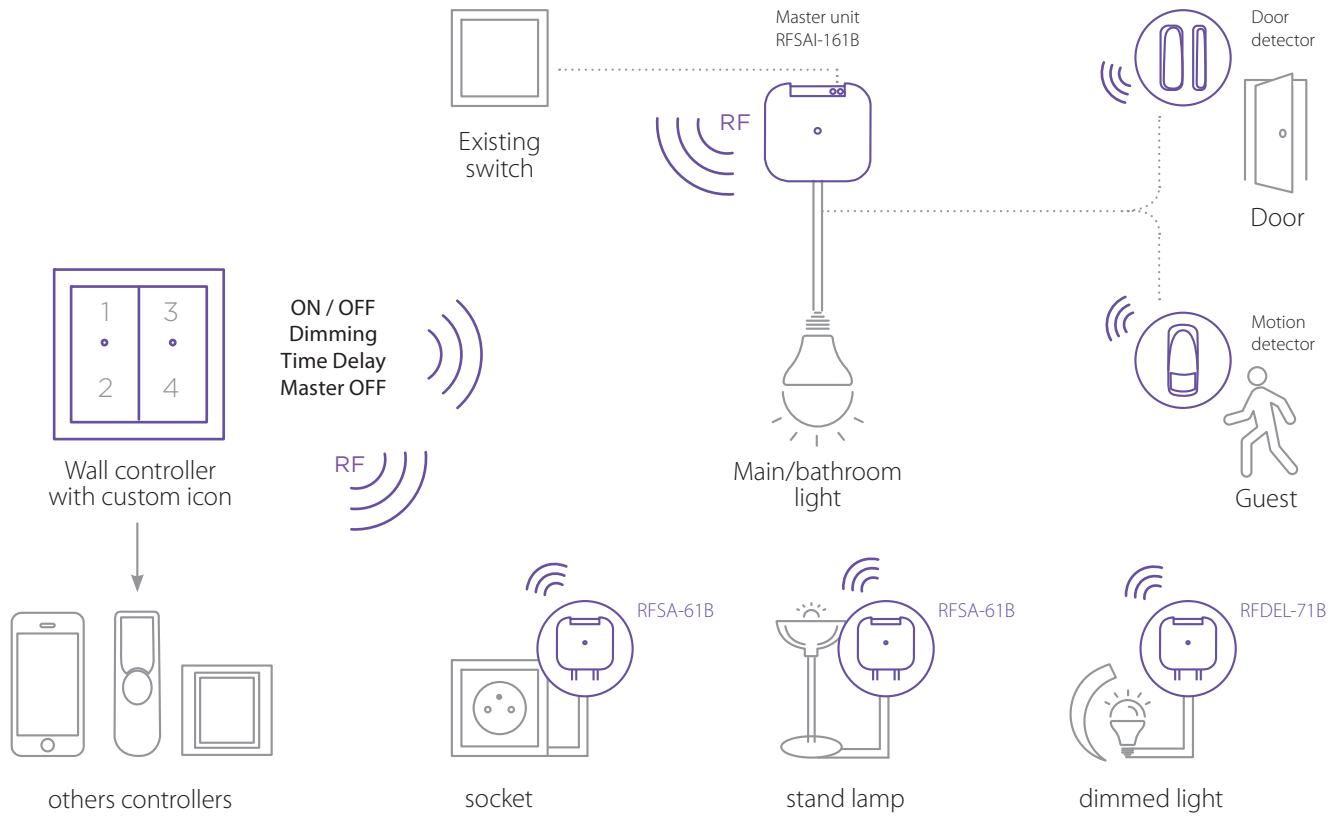 Master unit
RFSAI-161B
Door
detector
RF
Existing
switch
Door
1
3
2
4
ON / OFF
Dimming
Time Delay
Master OFF
Motion
detector
Wall controller
with custom icon
RF
Main/bathroom
light
Guest
RFSA-61B
RFSA-61B
RFDEL-71B
others controllers
socket
stand lamp
dimmed light